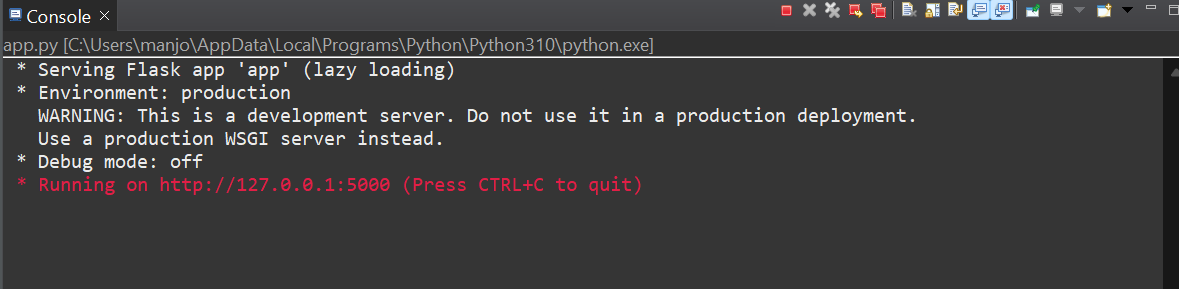 Console
app.py [C:\Users\manjo\AppData\Local\Programs\Python\Python310\python.exe]
* Serving Flask app 'app' (lazy loading)
* Environment: production
WARNING: This is a development server. Do not use it in a production deployment.
Use a production WSGI server instead.
* Debug mode: off
* Running on http://127.0.0.1:5000 (Press CTRL+C to quit)